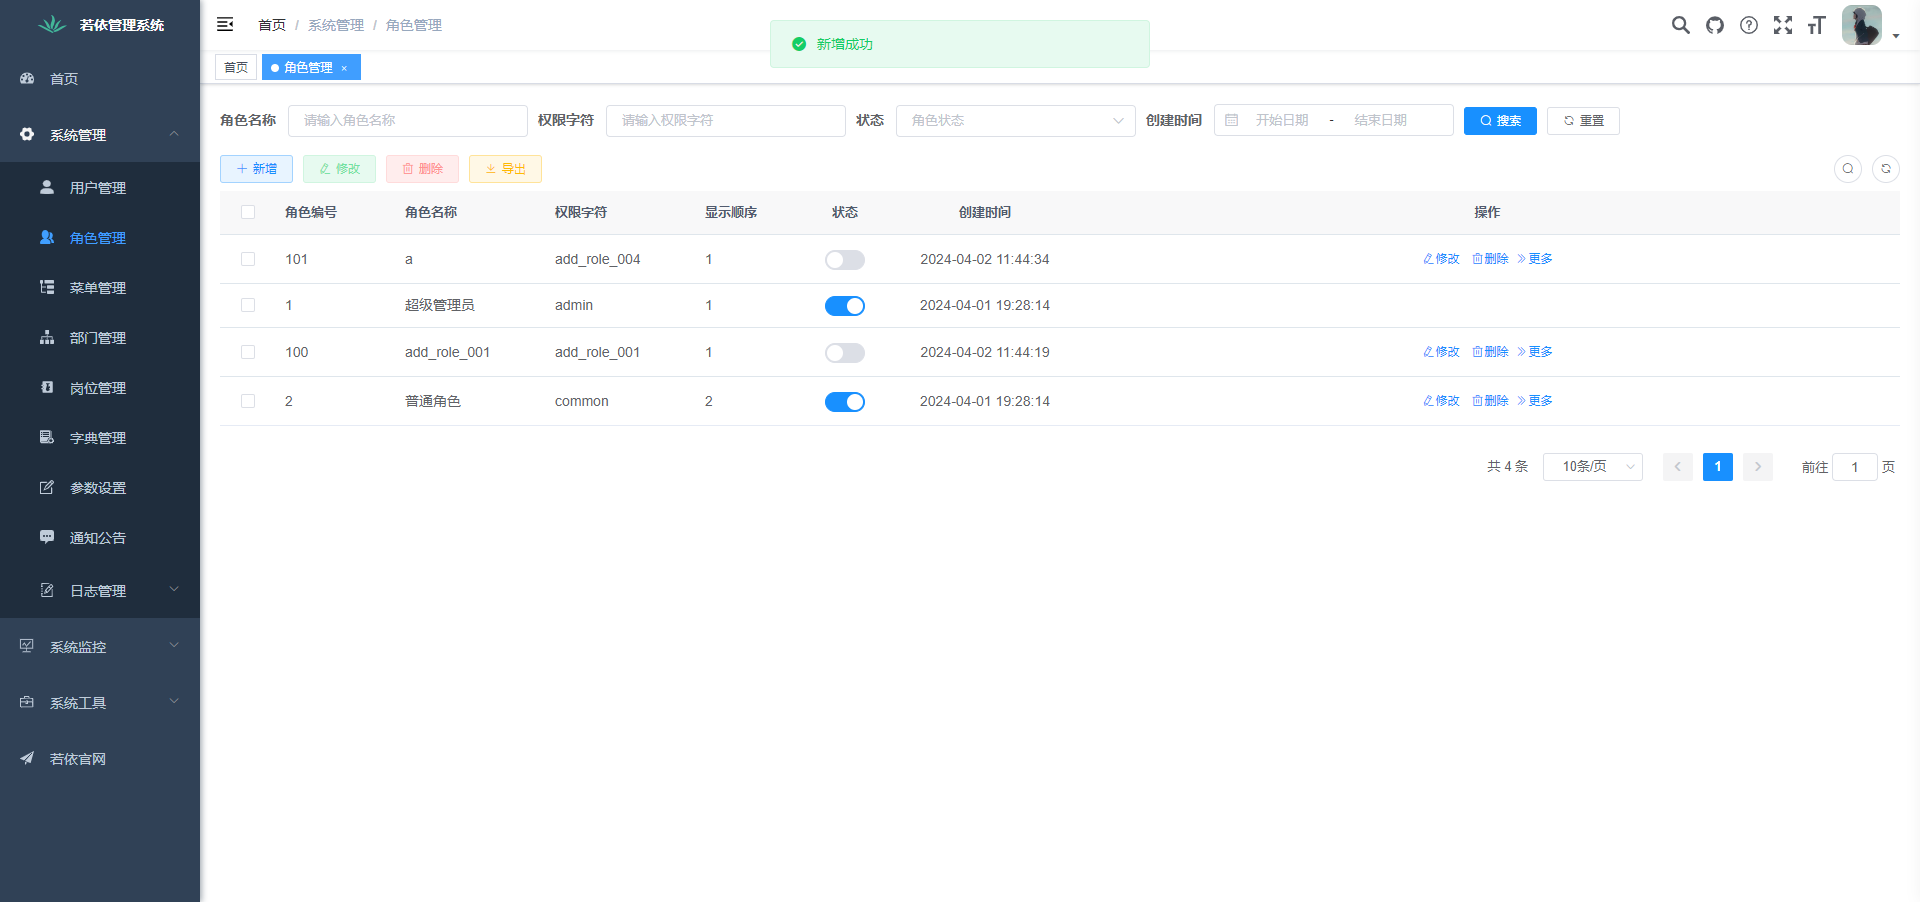 若依管理系统
首页
系统管理
用户管理
角色管理
菜单管理
部门管理
岗位管理
字典管理
参数设置
通知公告
日志管理
系统监控
系统工具
若依官网
首页 / 系统管理 / 角色管理
新增成功
首页
角色管理 ×
角色名称 请输入角色名称 权限字符 请输入权限字符 状态 角色状态 创建时间 开始日期 - 结束日期 搜索 重置
新增 修改 删除 导出
角色编号 角色名称 权限字符 显示顺序 状态 创建时间 操作
101 a add_role_004 1 2024-04-02 11:44:34 修改 删除 更多
1 超级管理员 admin 1 2024-04-01 19:28:14
100 add_role_001 add_role_001 1 2024-04-02 11:44:19 修改 删除 更多
2 普通角色 common 2 2024-04-01 19:28:14 修改 删除 更多
共 4 条 10条/页 1 前往 1 页